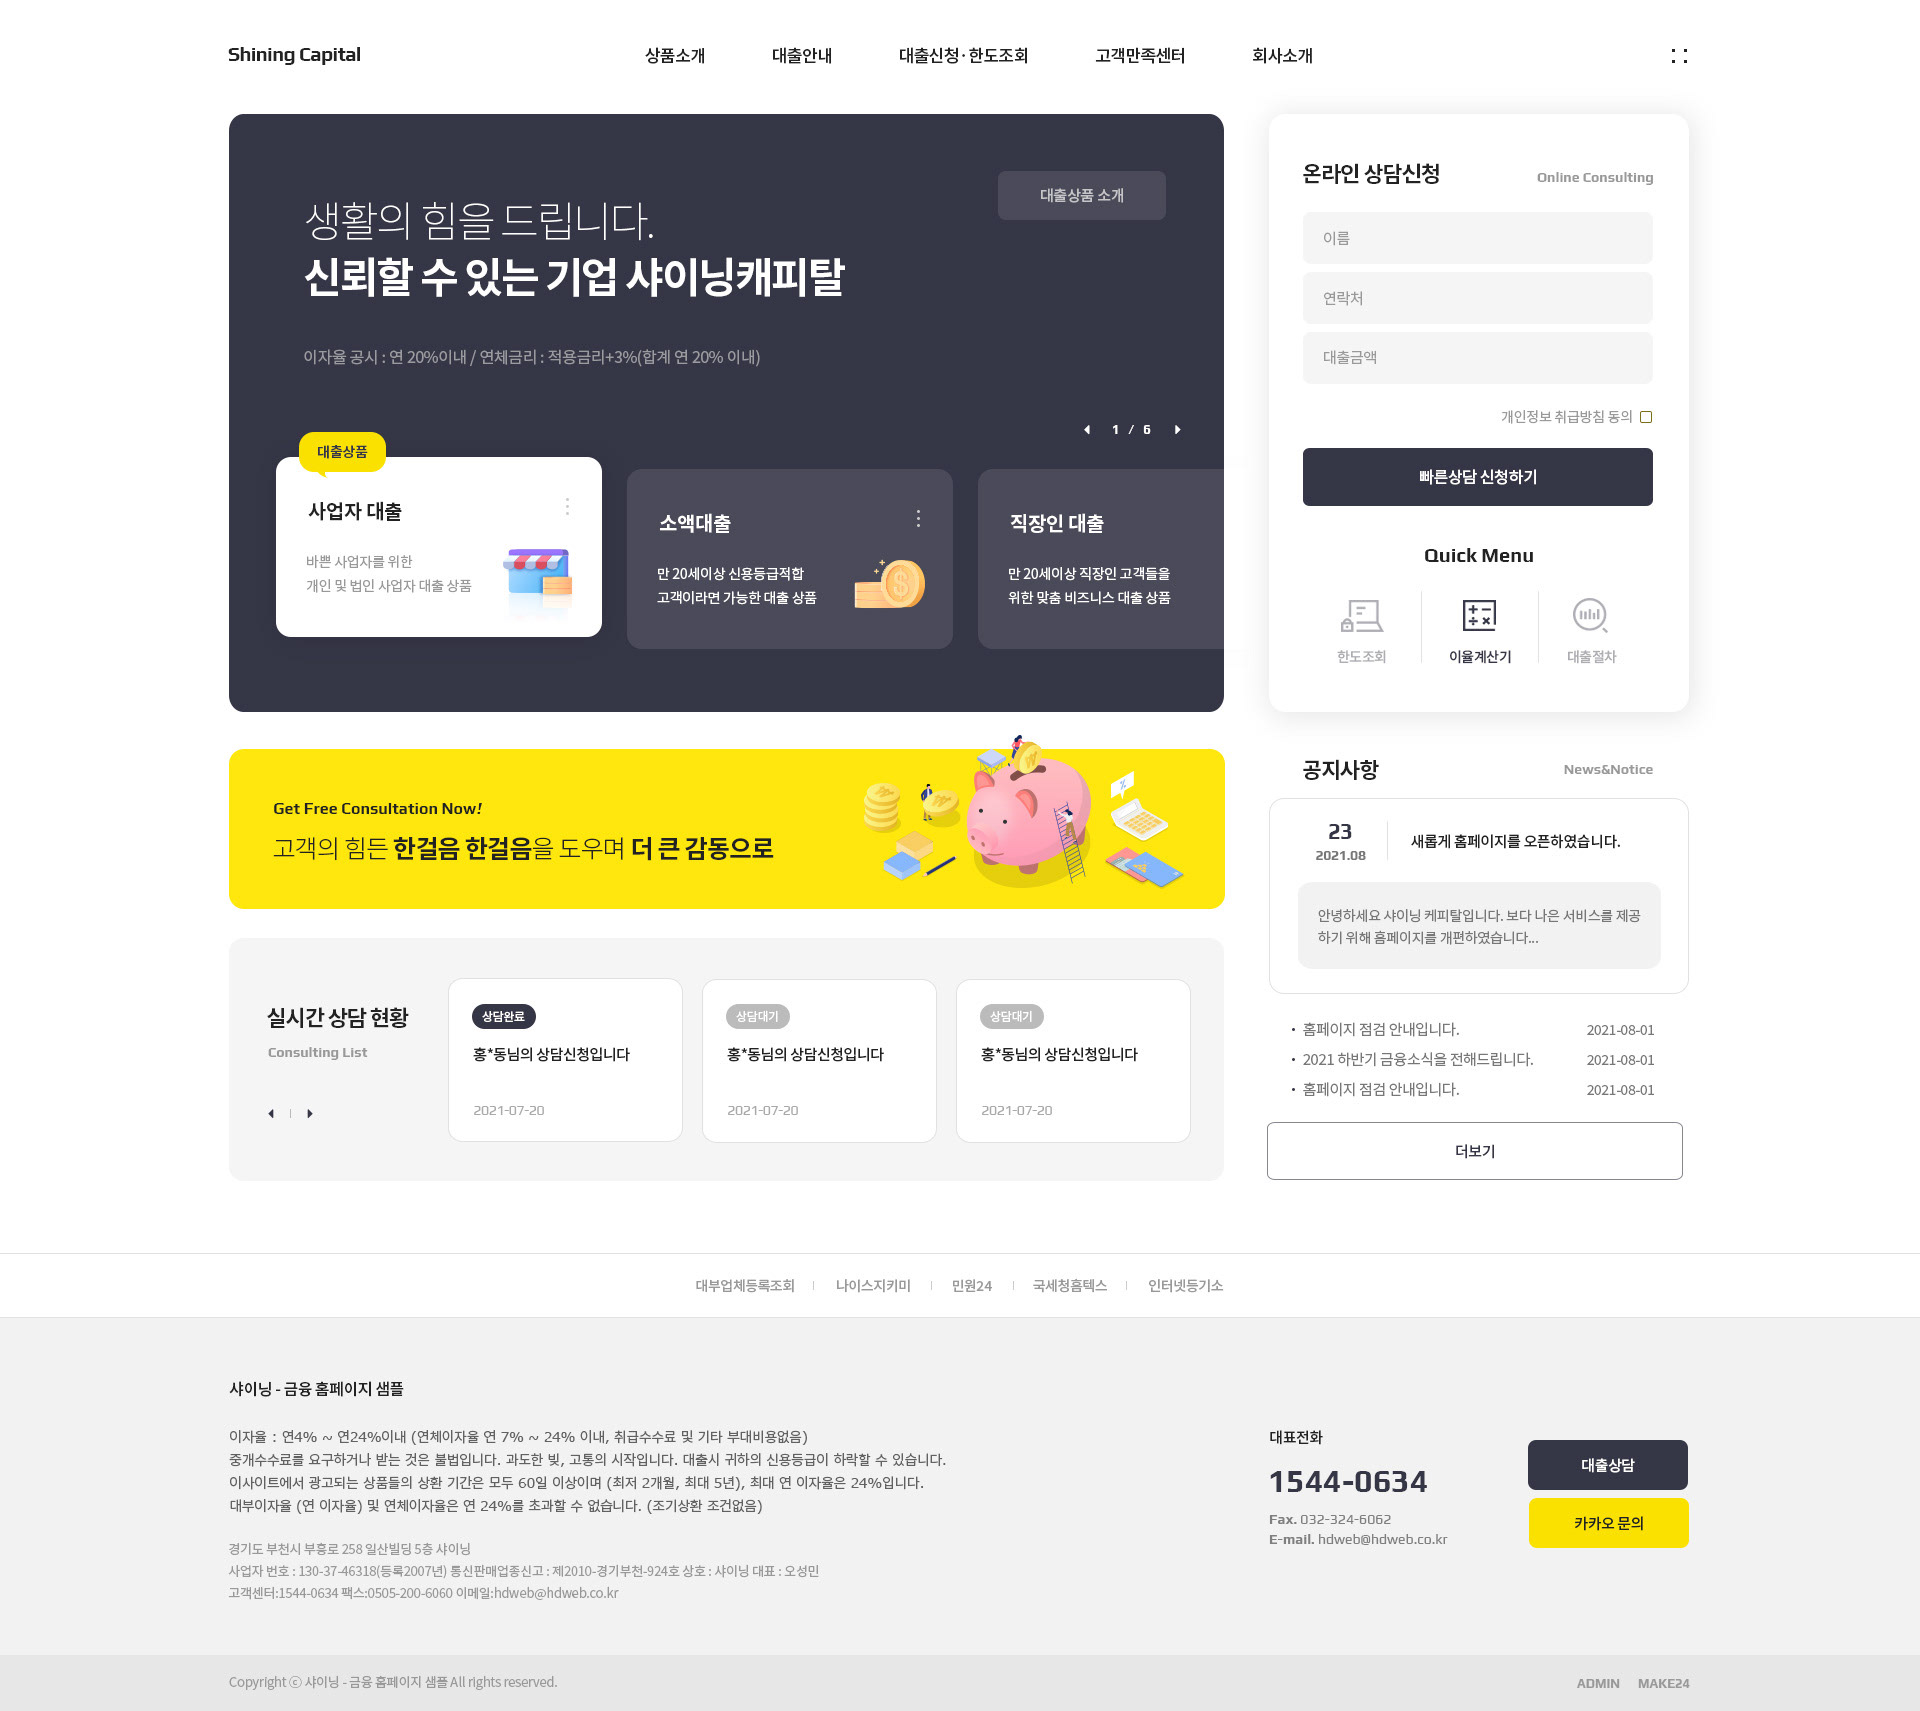 Shining Capital
상품소개
대출안내
대출신청·한도조회
고객만족센터
회사소개
대출상품 소개
생활의 힘을 드립니다.
신뢰할 수 있는 기업 샤이닝캐피탈
이자율 공시 : 연 20%이내 / 연체금리 : 적용금리+3%(합계 연 20% 이내)
1 / 6
대출상품
사업자 대출
바쁜 사업자를 위한
개인 및 법인 사업자 대출 상품
소액대출
만 20세이상 신용등급적합
고객이라면 가능한 대출 상품
직장인 대출
만 20세이상 직장인 고객들을
위한 맞춤 비즈니스 대출 상품
온라인 상담신청
Online Consulting
이름
연락처
대출금액
개인정보 취급방침 동의
빠른상담 신청하기
Quick Menu
한도조회
이율계산기
대출절차
Get Free Consultation Now!
고객의 힘든 한걸음 한걸음을 도우며 더 큰 감동으로
공지사항
News&Notice
23
2021.08
새롭게 홈페이지를 오픈하였습니다.
안녕하세요 샤이닝 케피탈입니다. 보다 나은 서비스를 제공
하기 위해 홈페이지를 개편하였습니다...
· 홈페이지 점검 안내입니다. 2021-08-01
· 2021 하반기 금융소식을 전해드립니다. 2021-08-01
· 홈페이지 점검 안내입니다. 2021-08-01
더보기
실시간 상담 현황
Consulting List
상담완료
홍*동님의 상담신청입니다
2021-07-20
상담대기
홍*동님의 상담신청입니다
2021-07-20
상담대기
홍*동님의 상담신청입니다
2021-07-20
대부업체등록조회
나이스지키미
민원24
국세청홈텍스
인터넷등기소
샤이닝 - 금융 홈페이지 샘플
이자율 : 연4% ~ 연24%이내 (연체이자율 연 7% ~ 24% 이내, 취급수수료 및 기타 부대비용없음)
중개수수료를 요구하거나 받는 것은 불법입니다. 과도한 빚, 고통의 시작입니다. 대출시 귀하의 신용등급이 하락할 수 있습니다.
이사이트에서 광고되는 상품들의 상환 기간은 모두 60일 이상이며 (최저 2개월, 최대 5년), 최대 연 이자율은 24%입니다.
대부이자율 (연 이자율) 및 연체이자율은 연 24%를 초과할 수 없습니다. (조기상환 조건없음)
경기도 부천시 부흥로 258 일산빌딩 5층 샤이닝
사업자 번호 : 130-37-46318(등록2007년) 통신판매업종신고 : 제2010-경기부천-924호 상호 : 샤이닝 대표 : 오성민
고객센터:1544-0634 팩스:0505-200-6060 이메일:hdweb@hdweb.co.kr
대표전화
1544-0634
Fax. 032-324-6062
E-mail. hdweb@hdweb.co.kr
대출상담
카카오 문의
Copyright ⓒ 샤이닝 - 금융 홈페이지 샘플 All rights reserved.
ADMIN
MAKE24